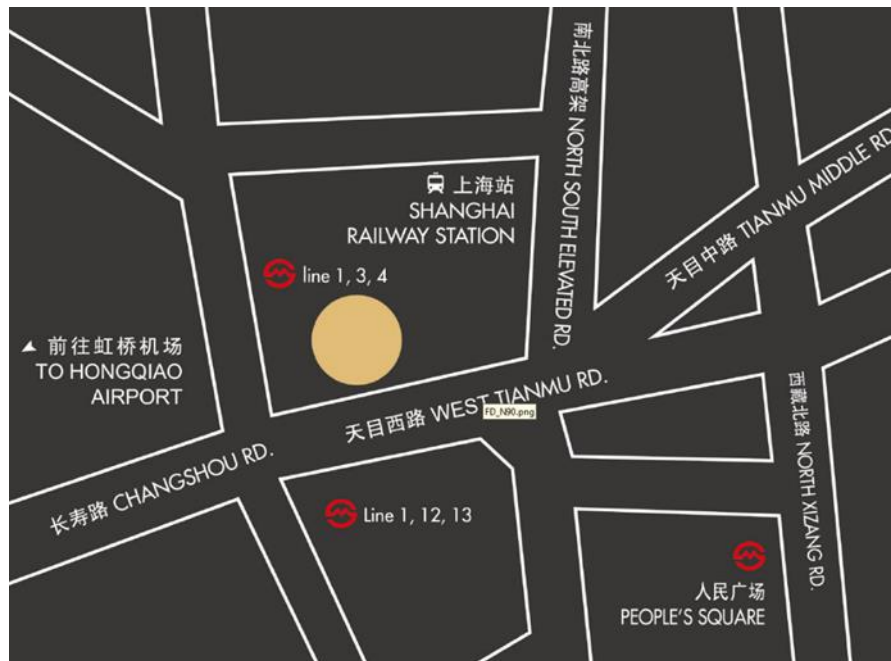 南北路高架 NORTH SOUTH ELEVATED RD.
上海站
SHANGHAI
RAILWAY STATION
天目中路 TIANMU MIDDLE RD
line 1, 3, 4
前往虹桥机场
TO HONGQIAO
AIRPORT
天目西路 WEST TIANMU RD.
FD_N90.png
西藏北路 NORTH XIZANG RD.
长寿路 CHANGSHOU RD.
Line 1, 12, 13
人民广场
PEOPLE'S SQUARE